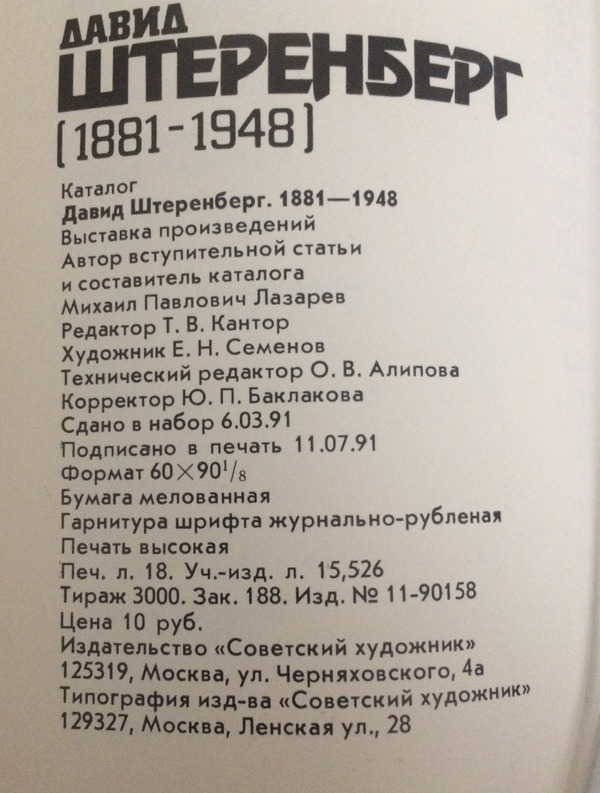 ДАВИД
ШТЕРЕНБЕРГ
(1881-1948)
Каталог
Давид Штеренберг. 1881—1948
Выставка произведений
Автор вступительной статьи
и составитель каталога
Михаил Павлович Лазарев
Редактор Т. В. Кантор
Художник Е. Н. Семенов
Технический редактор О. В. Алипова
Корректор Ю. П. Баклакова
Сдано в набор 6.03.91
Подписано в печать 11.07.91
Формат 60×90¹/₈
Бумага мелованная
Гарнитура шрифта журнально-рубленая
Печать высокая
Печ. л. 18. Уч.-изд. л. 15,526
Тираж 3000. Зак. 188. Изд. № 11-90158
Цена 10 руб.
Издательство «Советский художник»
125319, Москва, ул. Черняховского, 4а
Типография изд-ва «Советский художник»
129327, Москва, Ленская ул., 28